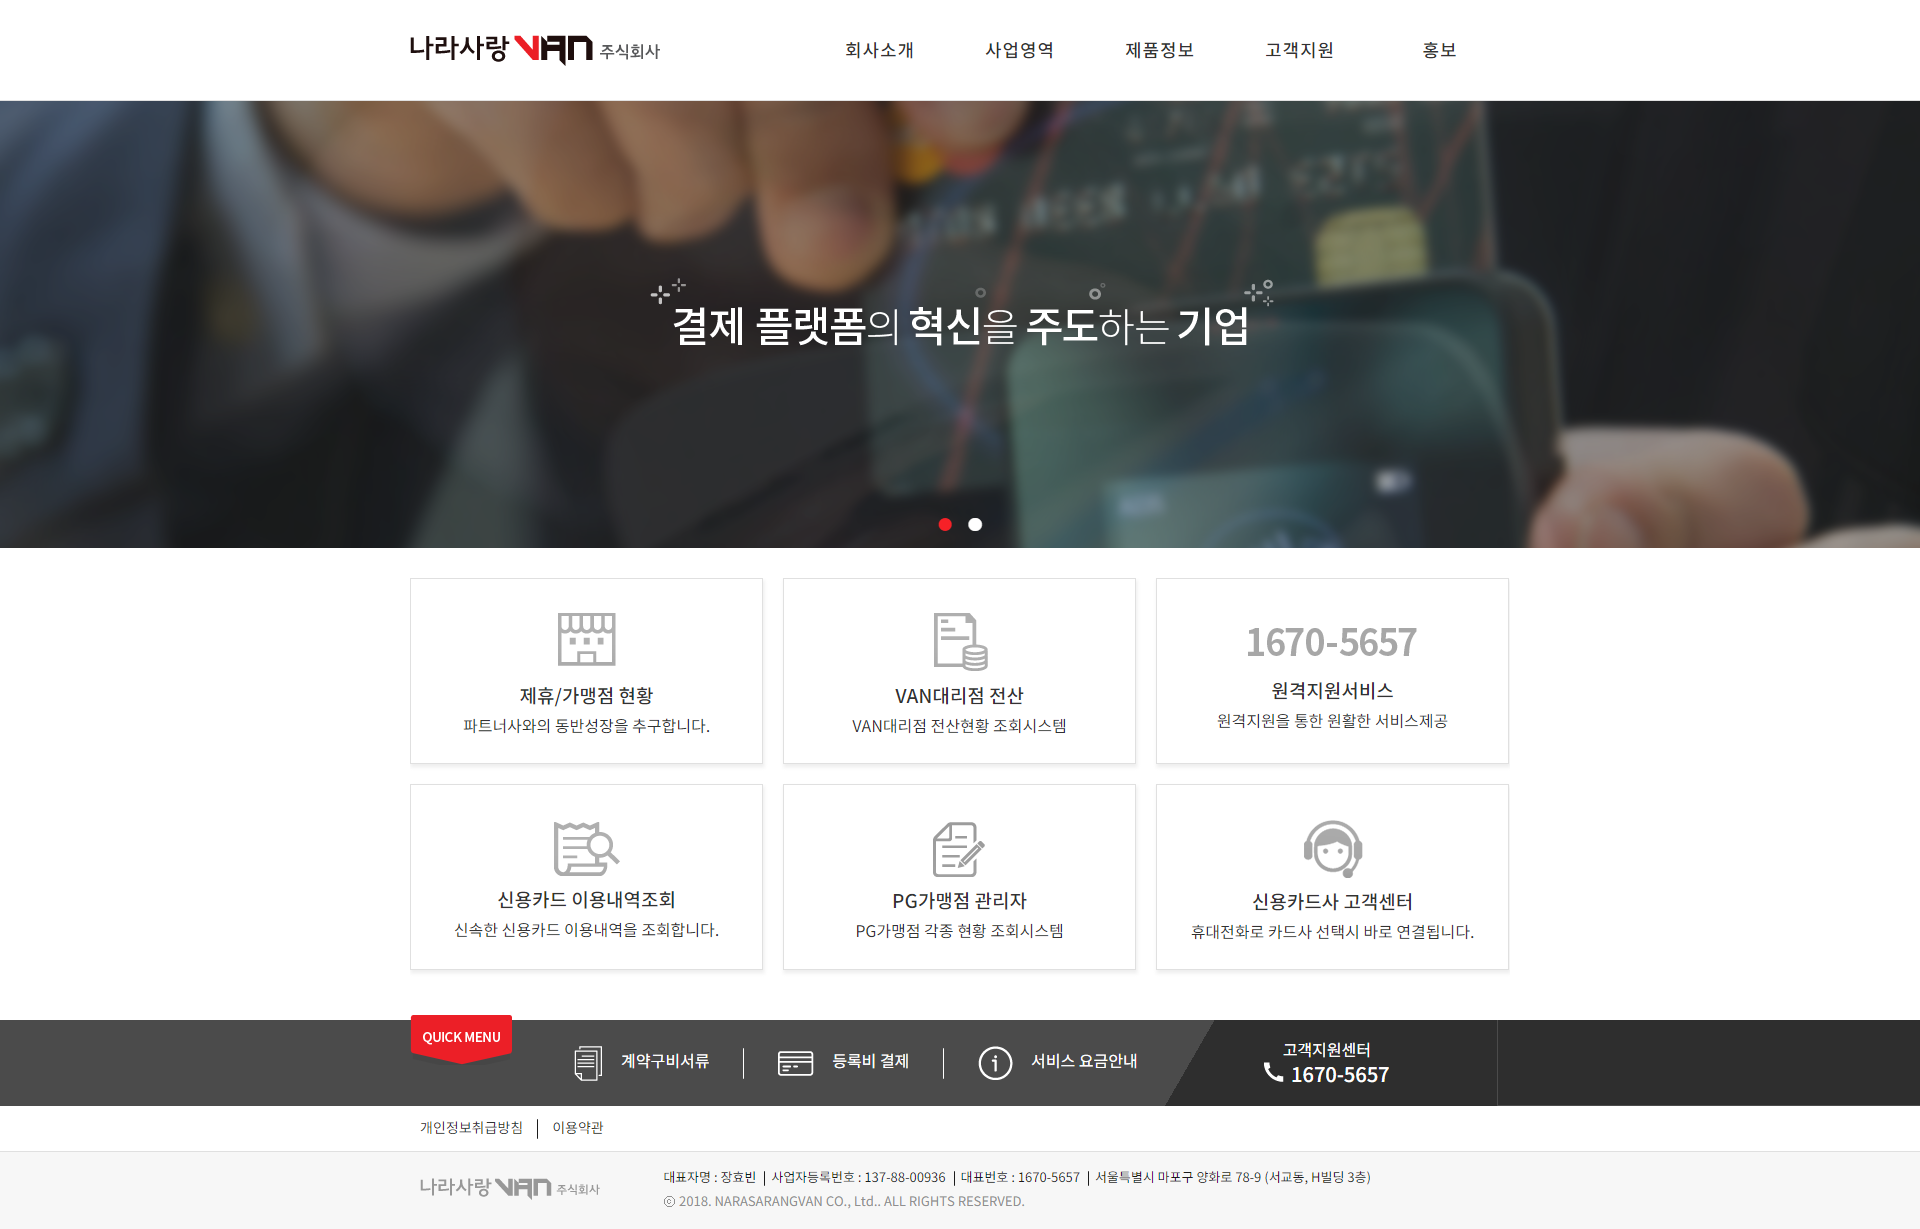 나라사랑 VAN 주식회사
회사소개
사업영역
제품정보
고객지원
홍보
결제 플랫폼의 혁신을 주도하는 기업
제휴/가맹점 현황
파트너사와의 동반성장을 추구합니다.
VAN대리점 전산
VAN대리점 전산현황 조회시스템
1670-5657
원격지원서비스
원격지원을 통한 원활한 서비스제공
신용카드 이용내역조회
신속한 신용카드 이용내역을 조회합니다.
PG가맹점 관리자
PG가맹점 각종 현황 조회시스템
신용카드사 고객센터
휴대전화로 카드사 선택시 바로 연결됩니다.
QUICK MENU
계약구비서류
등록비 결제
서비스 요금안내
고객지원센터
1670-5657
개인정보취급방침 | 이용약관
나라사랑 VAN 주식회사
대표자명 : 장효빈 | 사업자등록번호 : 137-88-00936 | 대표번호 : 1670-5657 | 서울특별시 마포구 양화로 78-9 (서교동, H빌딩 3층)
ⓒ 2018. NARASARANGVAN CO., Ltd.. ALL RIGHTS RESERVED.